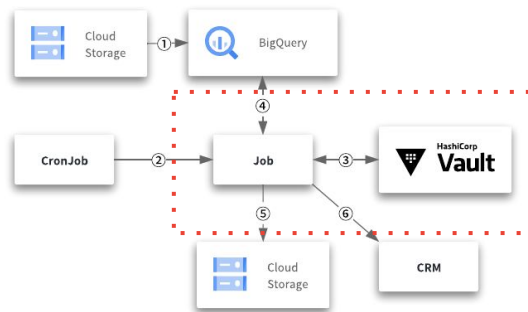 Cloud
Storage
①
BigQuery
④
CronJob
②
Job
③
HashiCorp
Vault
⑤
⑥
Cloud
Storage
CRM